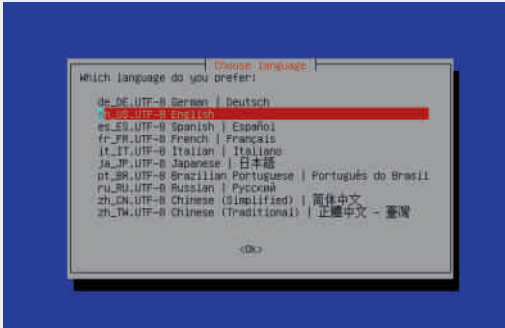 Choose language
Which language do you prefer:
de_DE.UTF-8 German | Deutsch
en_US.UTF-8 English
es_ES.UTF-8 Spanish | Español
fr_FR.UTF-8 French | Français
it_IT.UTF-8 Italian | Italiano
ja_JP.UTF-8 Japanese | 日本語
pt_BR.UTF-8 Brazilian Portuguese | Português do Brasil
ru_RU.UTF-8 Russian | Русский
zh_CN.UTF-8 Chinese (Simplified) | 简体中文
zh_TW.UTF-8 Chinese (Traditional) | 正體中文 - 臺灣
<Ok>